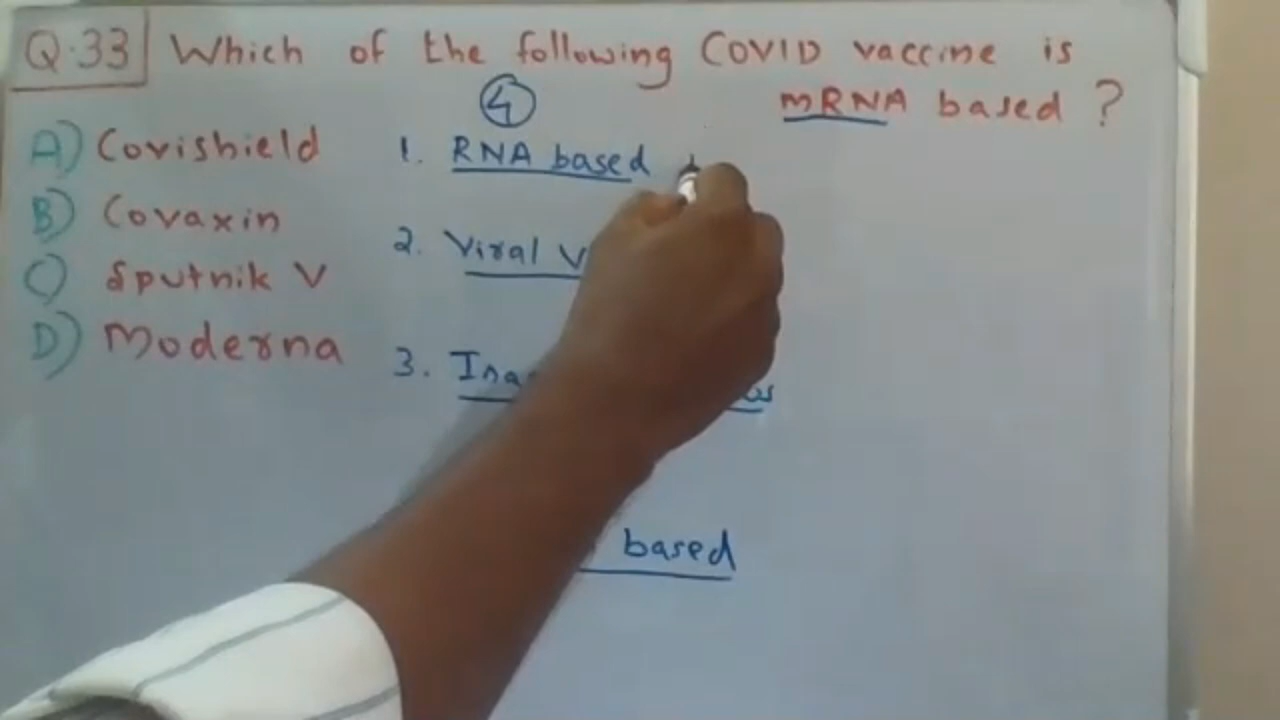 Q.33 Which of the following COVID vaccine is
mRNA based ?
④
A) Covishield
B) Covaxin
C) Sputnik V
D) Moderna
1. RNA based
2. Viral
3.
based